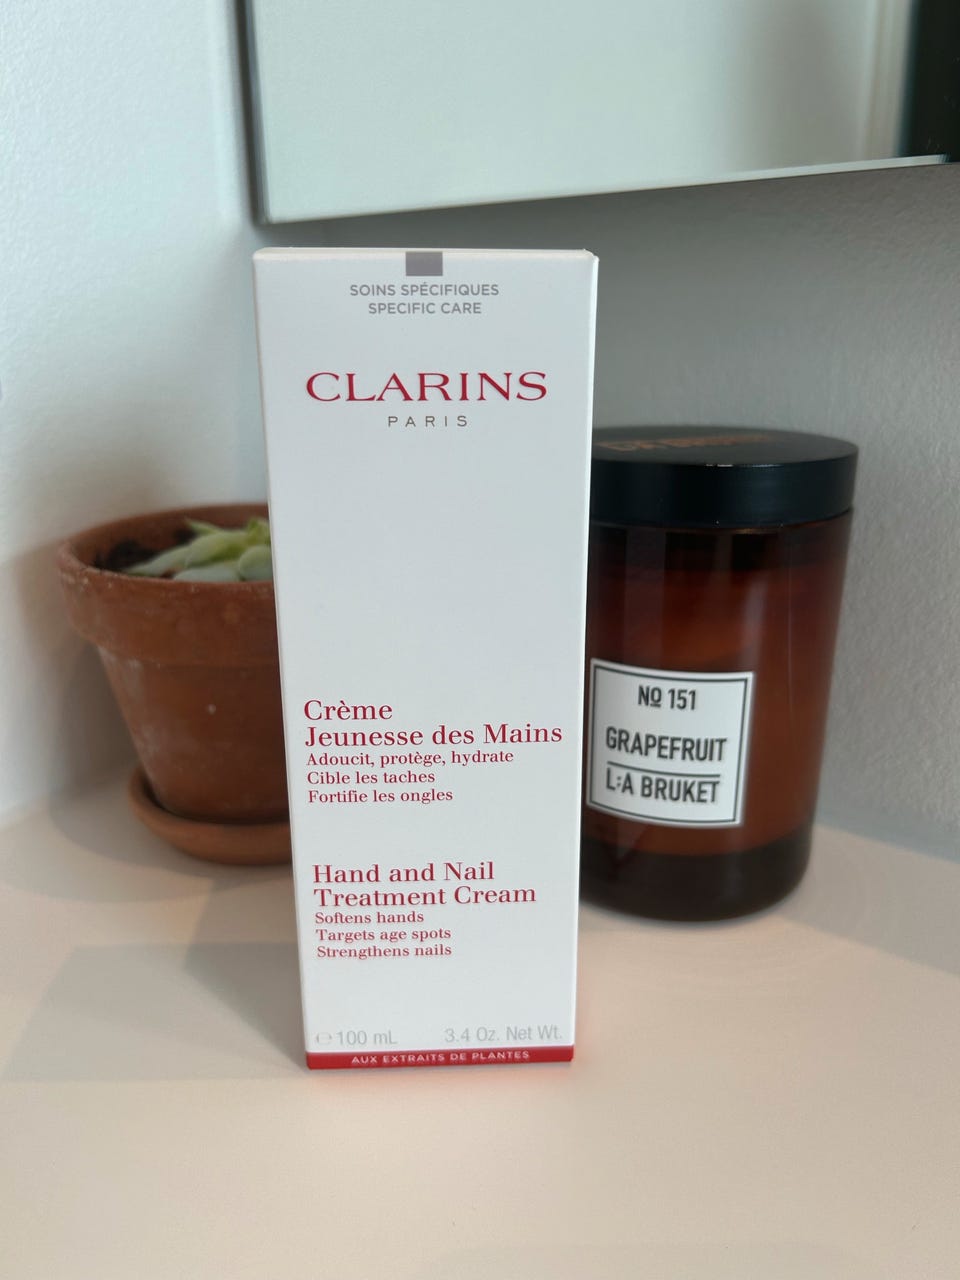 SOINS SPÉCIFIQUES
SPECIFIC CARE
CLARINS
PARIS
Crème
Jeunesse des Mains
Adoucit, protège, hydrate
Cible les taches
Fortifie les ongles
Hand and Nail
Treatment Cream
Softens hands
Targets age spots
Strengthens nails
℮ 100 mL 3.4 Oz. Net Wt.
AUX EXTRAITS DE PLANTES
Nº 151
GRAPEFRUIT
L:A BRUKET